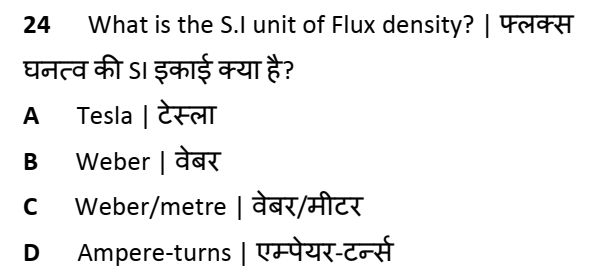 24 What is the S.I unit of Flux density? | फ्लक्स
घनत्व की SI इकाई क्या है?
A Tesla | टेस्ला
B Weber | वेबर
C Weber/metre | वेबर/मीटर
D Ampere-turns | एम्पेयर-टर्न्स